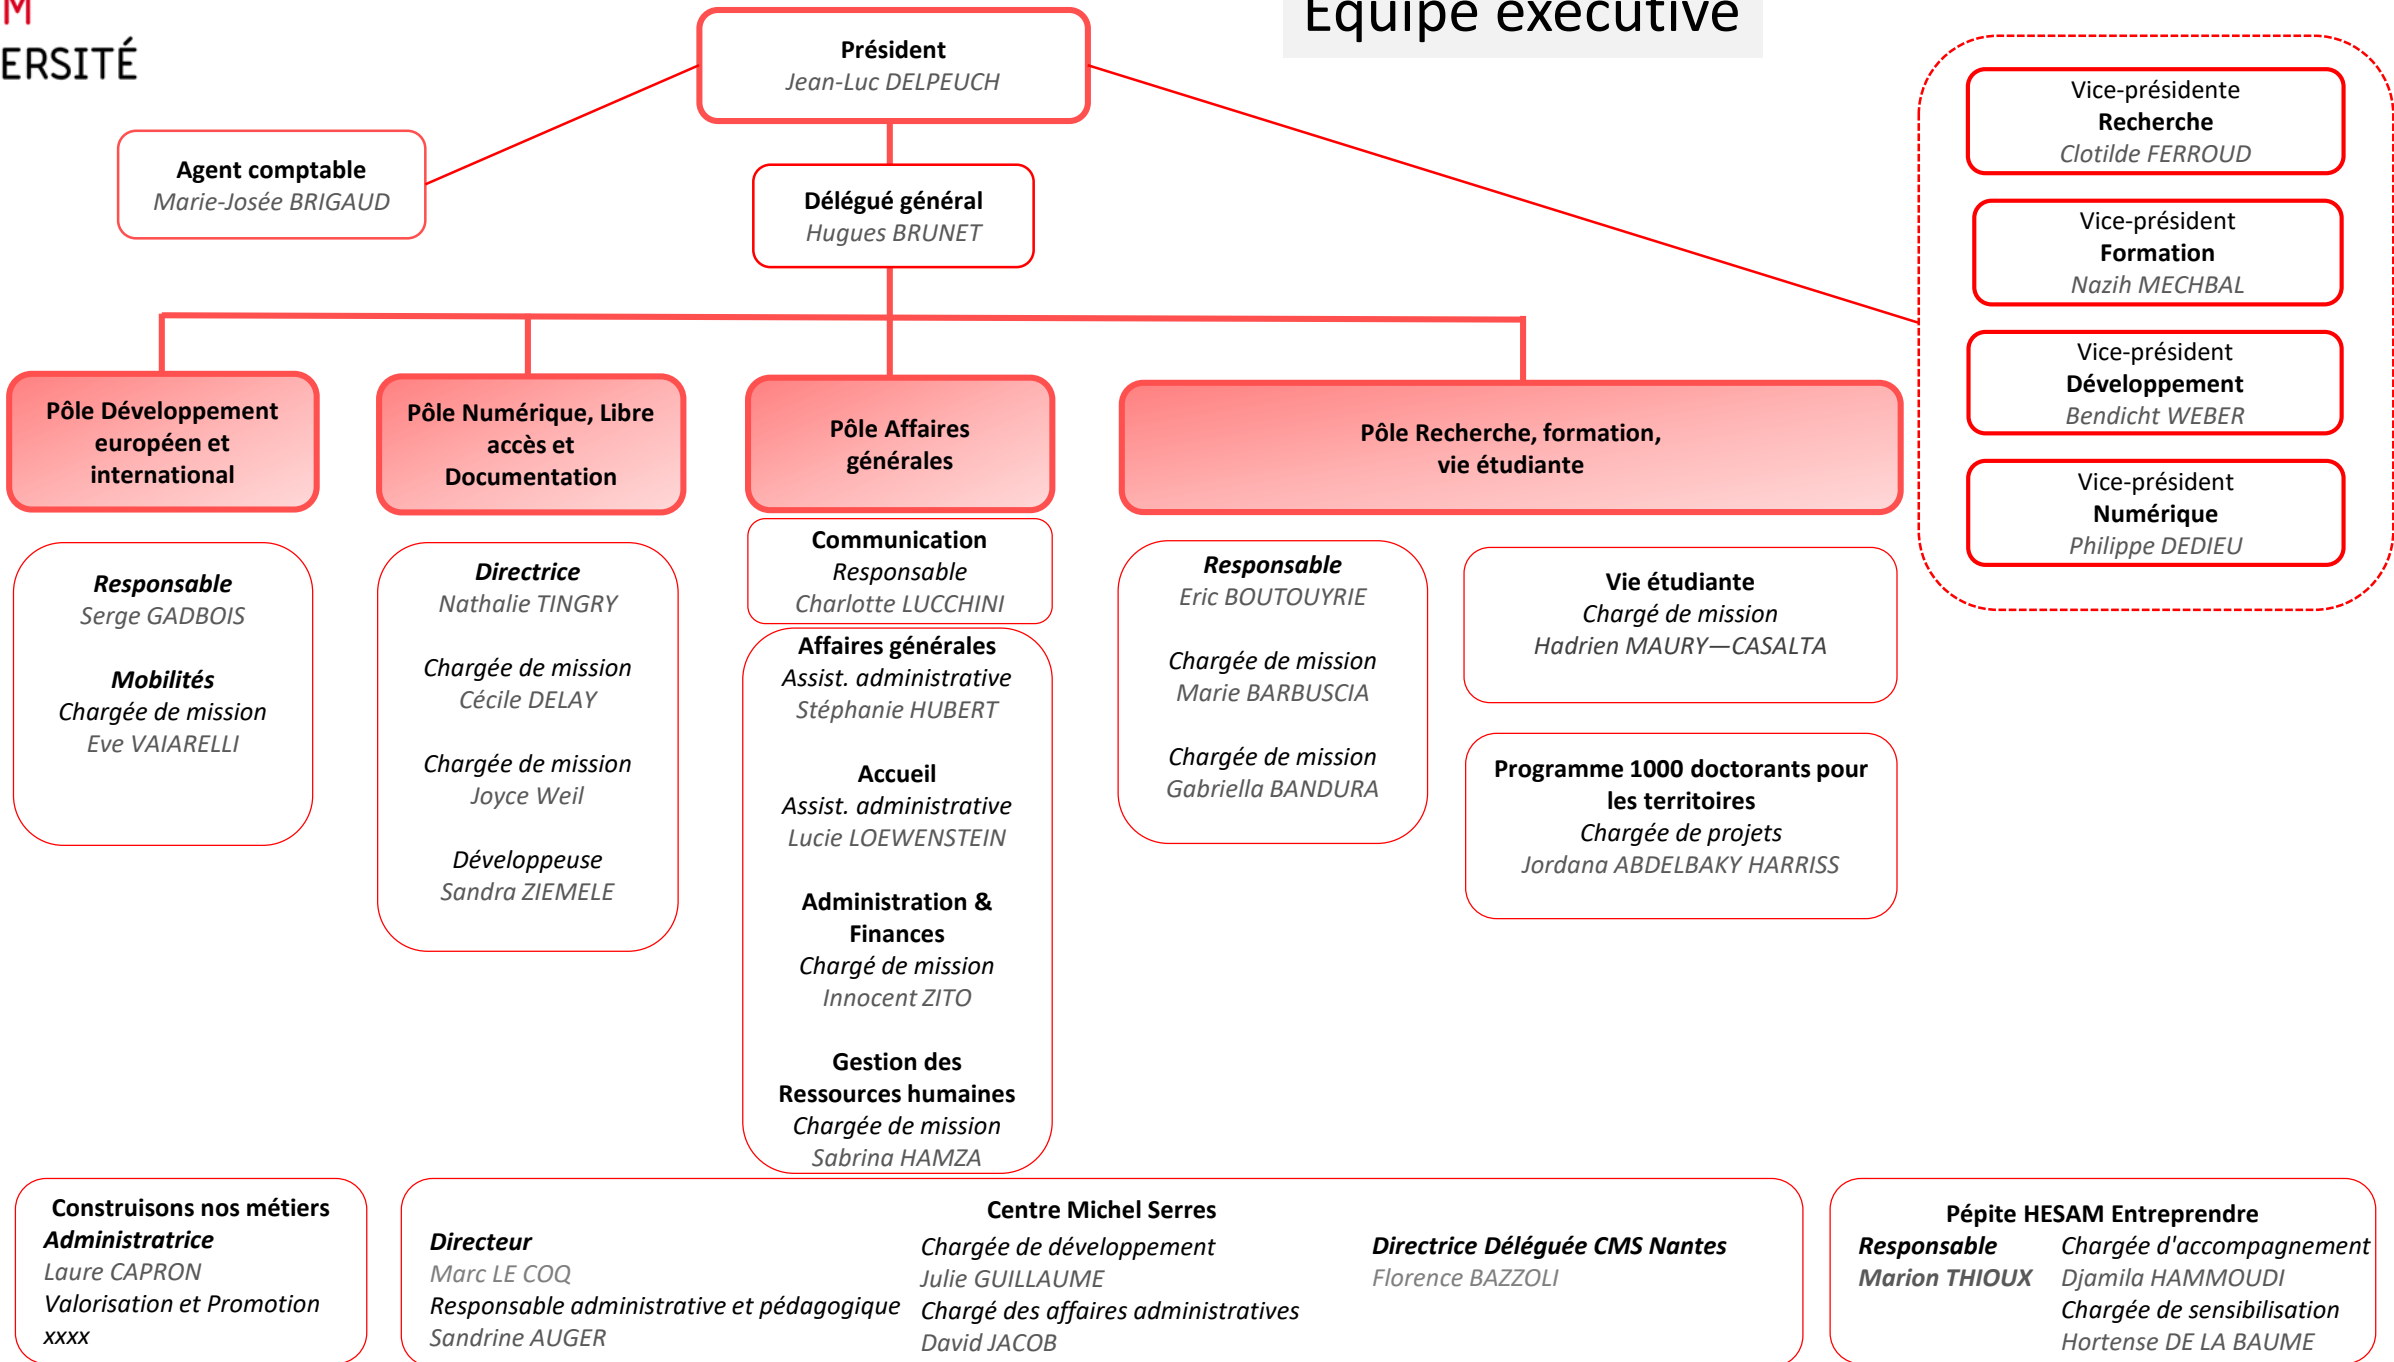 M
ERSITÉ
Equipe exécutive
Président
Jean-Luc DELPEUCH
Agent comptable
Marie-Josée BRIGAUD
Délégué général
Hugues BRUNET
Vice-présidente
Recherche
Clotilde FERROUD
Vice-président
Formation
Nazih MECHBAL
Vice-président
Développement
Bendicht WEBER
Vice-président
Numérique
Philippe DEDIEU
Pôle Développement
européen et
international
Responsable
Serge GADBOIS
Mobilités
Chargée de mission
Eve VAIARELLI
Pôle Numérique, Libre
accès et
Documentation
Directrice
Nathalie TINGRY
Chargée de mission
Cécile DELAY
Chargée de mission
Joyce Weil
Développeuse
Sandra ZIEMELE
Pôle Affaires
générales
Communication
Responsable
Charlotte LUCCHINI
Affaires générales
Assist. administrative
Stéphanie HUBERT
Accueil
Assist. administrative
Lucie LOEWENSTEIN
Administration &
Finances
Chargé de mission
Innocent ZITO
Gestion des
Ressources humaines
Chargée de mission
Sabrina HAMZA
Pôle Recherche, formation,
vie étudiante
Responsable
Eric BOUTOUYRIE
Chargée de mission
Marie BARBUSCIA
Chargée de mission
Gabriella BANDURA
Vie étudiante
Chargé de mission
Hadrien MAURY—CASALTA
Programme 1000 doctorants pour
les territoires
Chargée de projets
Jordana ABDELBAKY HARRISS
Construisons nos métiers
Administratrice
Laure CAPRON
Valorisation et Promotion
xxxx
Centre Michel Serres
Directeur
Marc LE COQ
Responsable administrative et pédagogique
Sandrine AUGER
Chargée de développement
Julie GUILLAUME
Chargé des affaires administratives
David JACOB
Directrice Déléguée CMS Nantes
Florence BAZZOLI
Pépite HESAM Entreprendre
Responsable
Marion THIOUX
Chargée d'accompagnement
Djamila HAMMOUDI
Chargée de sensibilisation
Hortense DE LA BAUME